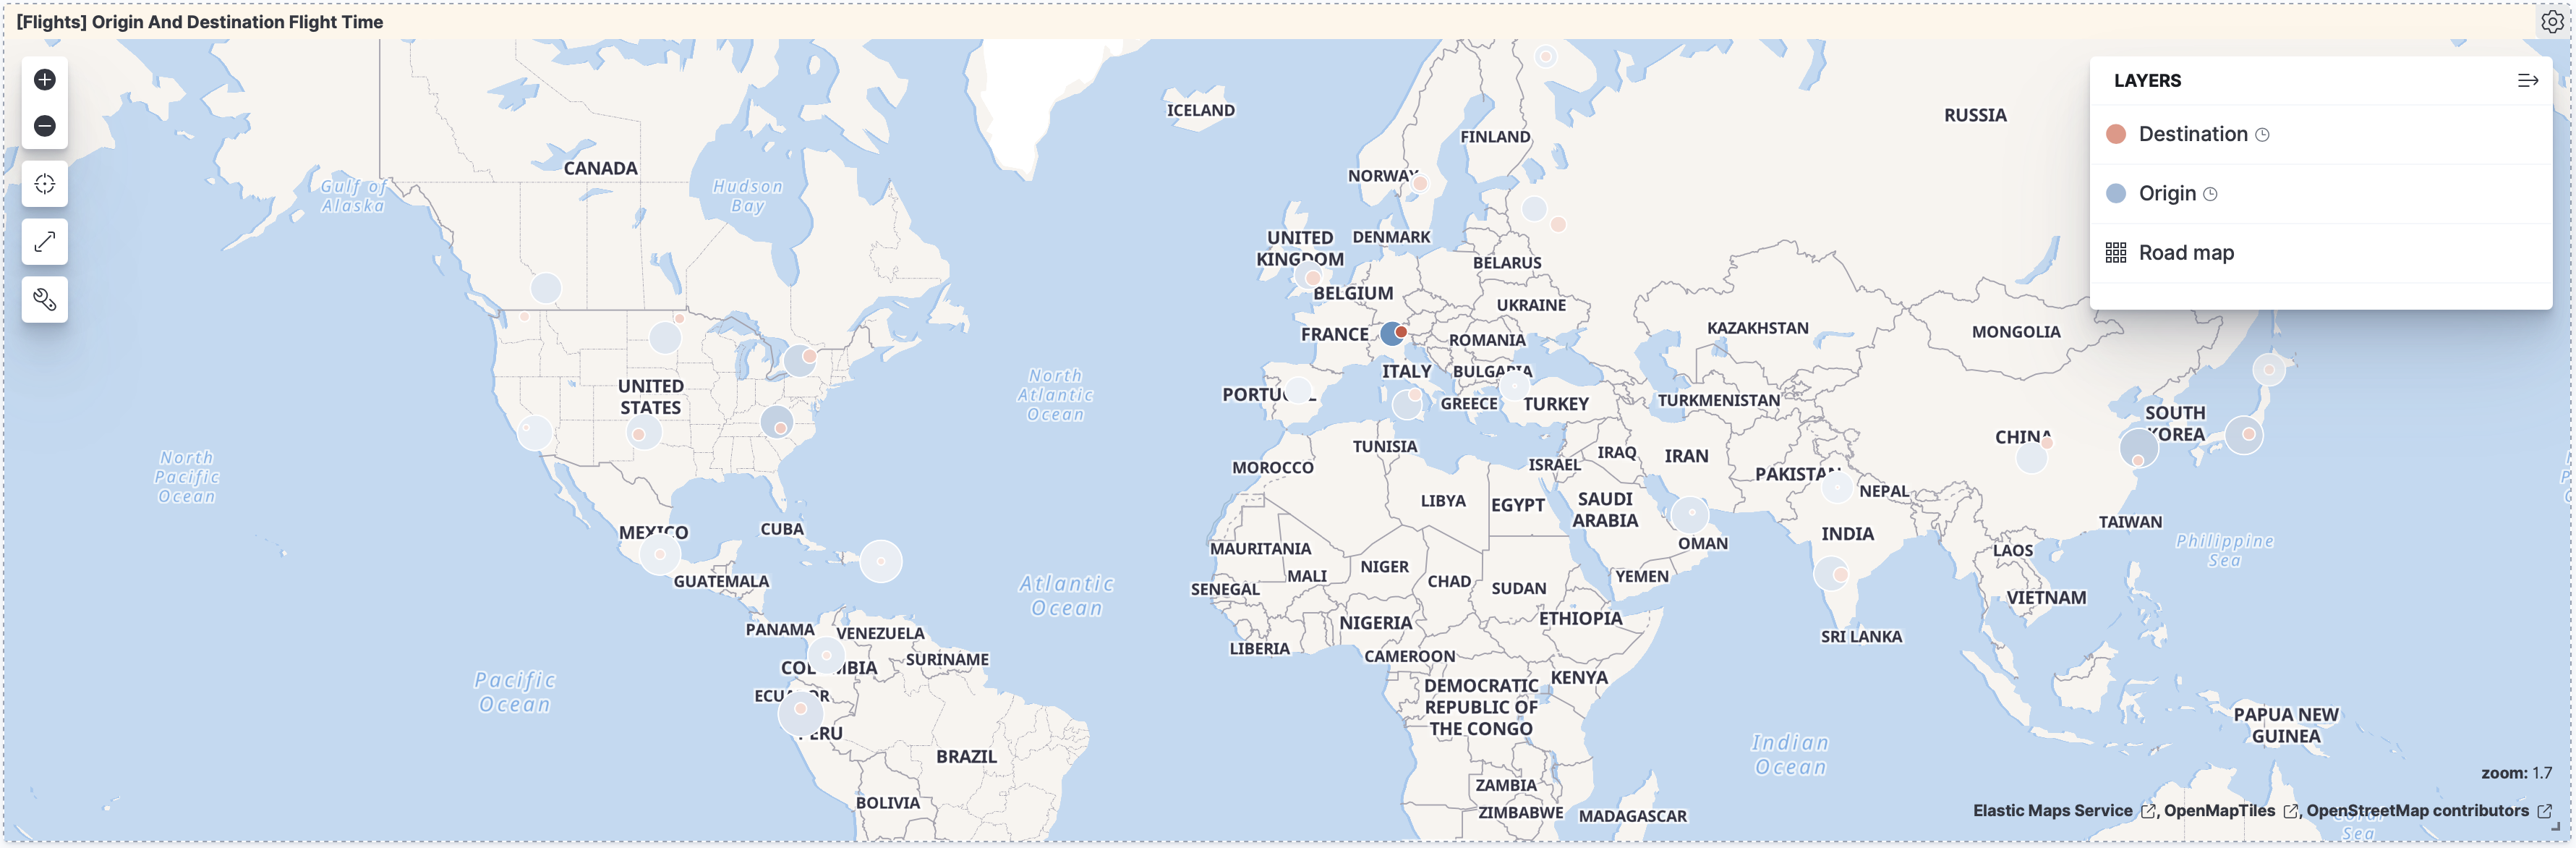 [Flights] Origin And Destination Flight Time
LAYERS
Destination
Origin
Road map
ICELAND
RUSSIA
FINLAND
CANADA
NORWAY
Gulf of
Alaska
Hudson
Bay
UNITED
KINGDOM
DENMARK
BELARUS
BELGIUM
UKRAINE
FRANCE
ROMANIA
KAZAKHSTAN
MONGOLIA
ITALY
BULGARIA
UNITED
STATES
North
Atlantic
Ocean
GREECE
TURKEY
TURKMENISTAN
SOUTH
KOREA
CHINA
TUNISIA
MOROCCO
ISRAEL
IRAQ
IRAN
PAKISTAN
NEPAL
North
Pacific
Ocean
LIBYA
EGYPT
SAUDI
ARABIA
TAIWAN
MEXICO
CUBA
INDIA
OMAN
Philippine
Sea
MAURITANIA
LAOS
GUATEMALA
MALI
NIGER
CHAD
SUDAN
YEMEN
SENEGAL
Atlantic
Ocean
VIETNAM
NIGERIA
ETHIOPIA
PANAMA
VENEZUELA
SRI LANKA
LIBERIA
CAMEROON
SURINAME
COLOMBIA
KENYA
Pacific
Ocean
DEMOCRATIC
REPUBLIC OF
THE CONGO
ECUADOR
PERU
PAPUA NEW
GUINEA
BRAZIL
Indian
Ocean
zoom: 1.7
ZAMBIA
BOLIVIA
ZIMBABWE
MADAGASCAR
Elastic Maps Service, OpenMapTiles, OpenStreetMap contributors
Sea